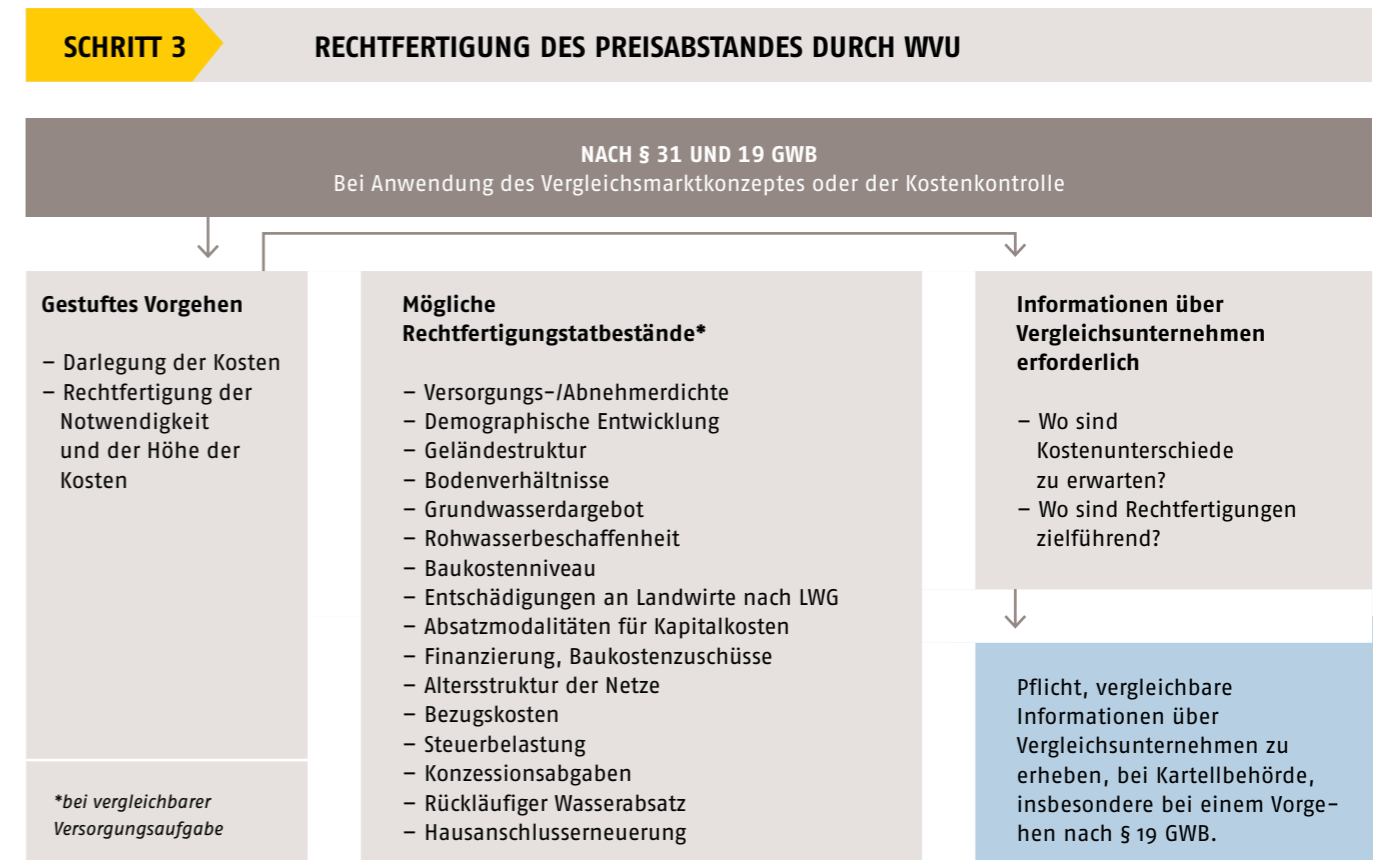 SCHRITT 3
RECHTFERTIGUNG DES PREISABSTANDES DURCH WVU
NACH § 31 UND 19 GWB
Bei Anwendung des Vergleichsmarktkonzeptes oder der Kostenkontrolle
Gestuftes Vorgehen
– Darlegung der Kosten
– Rechtfertigung der
Notwendigkeit
und der Höhe der
Kosten
*bei vergleichbarer
Versorgungsaufgabe
Mögliche
Rechtfertigungstatbestände*
– Versorgungs-/Abnehmerdichte
– Demographische Entwicklung
– Geländestruktur
– Bodenverhältnisse
– Grundwasserdargebot
– Rohwasserbeschaffenheit
– Baukostenniveau
– Entschädigungen an Landwirte nach LWG
– Absatzmodalitäten für Kapitalkosten
– Finanzierung, Baukostenzuschüsse
– Altersstruktur der Netze
– Bezugskosten
– Steuerbelastung
– Konzessionsabgaben
– Rückläufiger Wasserabsatz
– Hausanschlusserneuerung
Informationen über
Vergleichsunternehmen
erforderlich
– Wo sind
Kostenunterschiede
zu erwarten?
– Wo sind Rechtfertigungen
zielführend?
Pflicht, vergleichbare
Informationen über
Vergleichsunternehmen zu
erheben, bei Kartellbehörde,
insbesondere bei einem Vorge-
hen nach § 19 GWB.